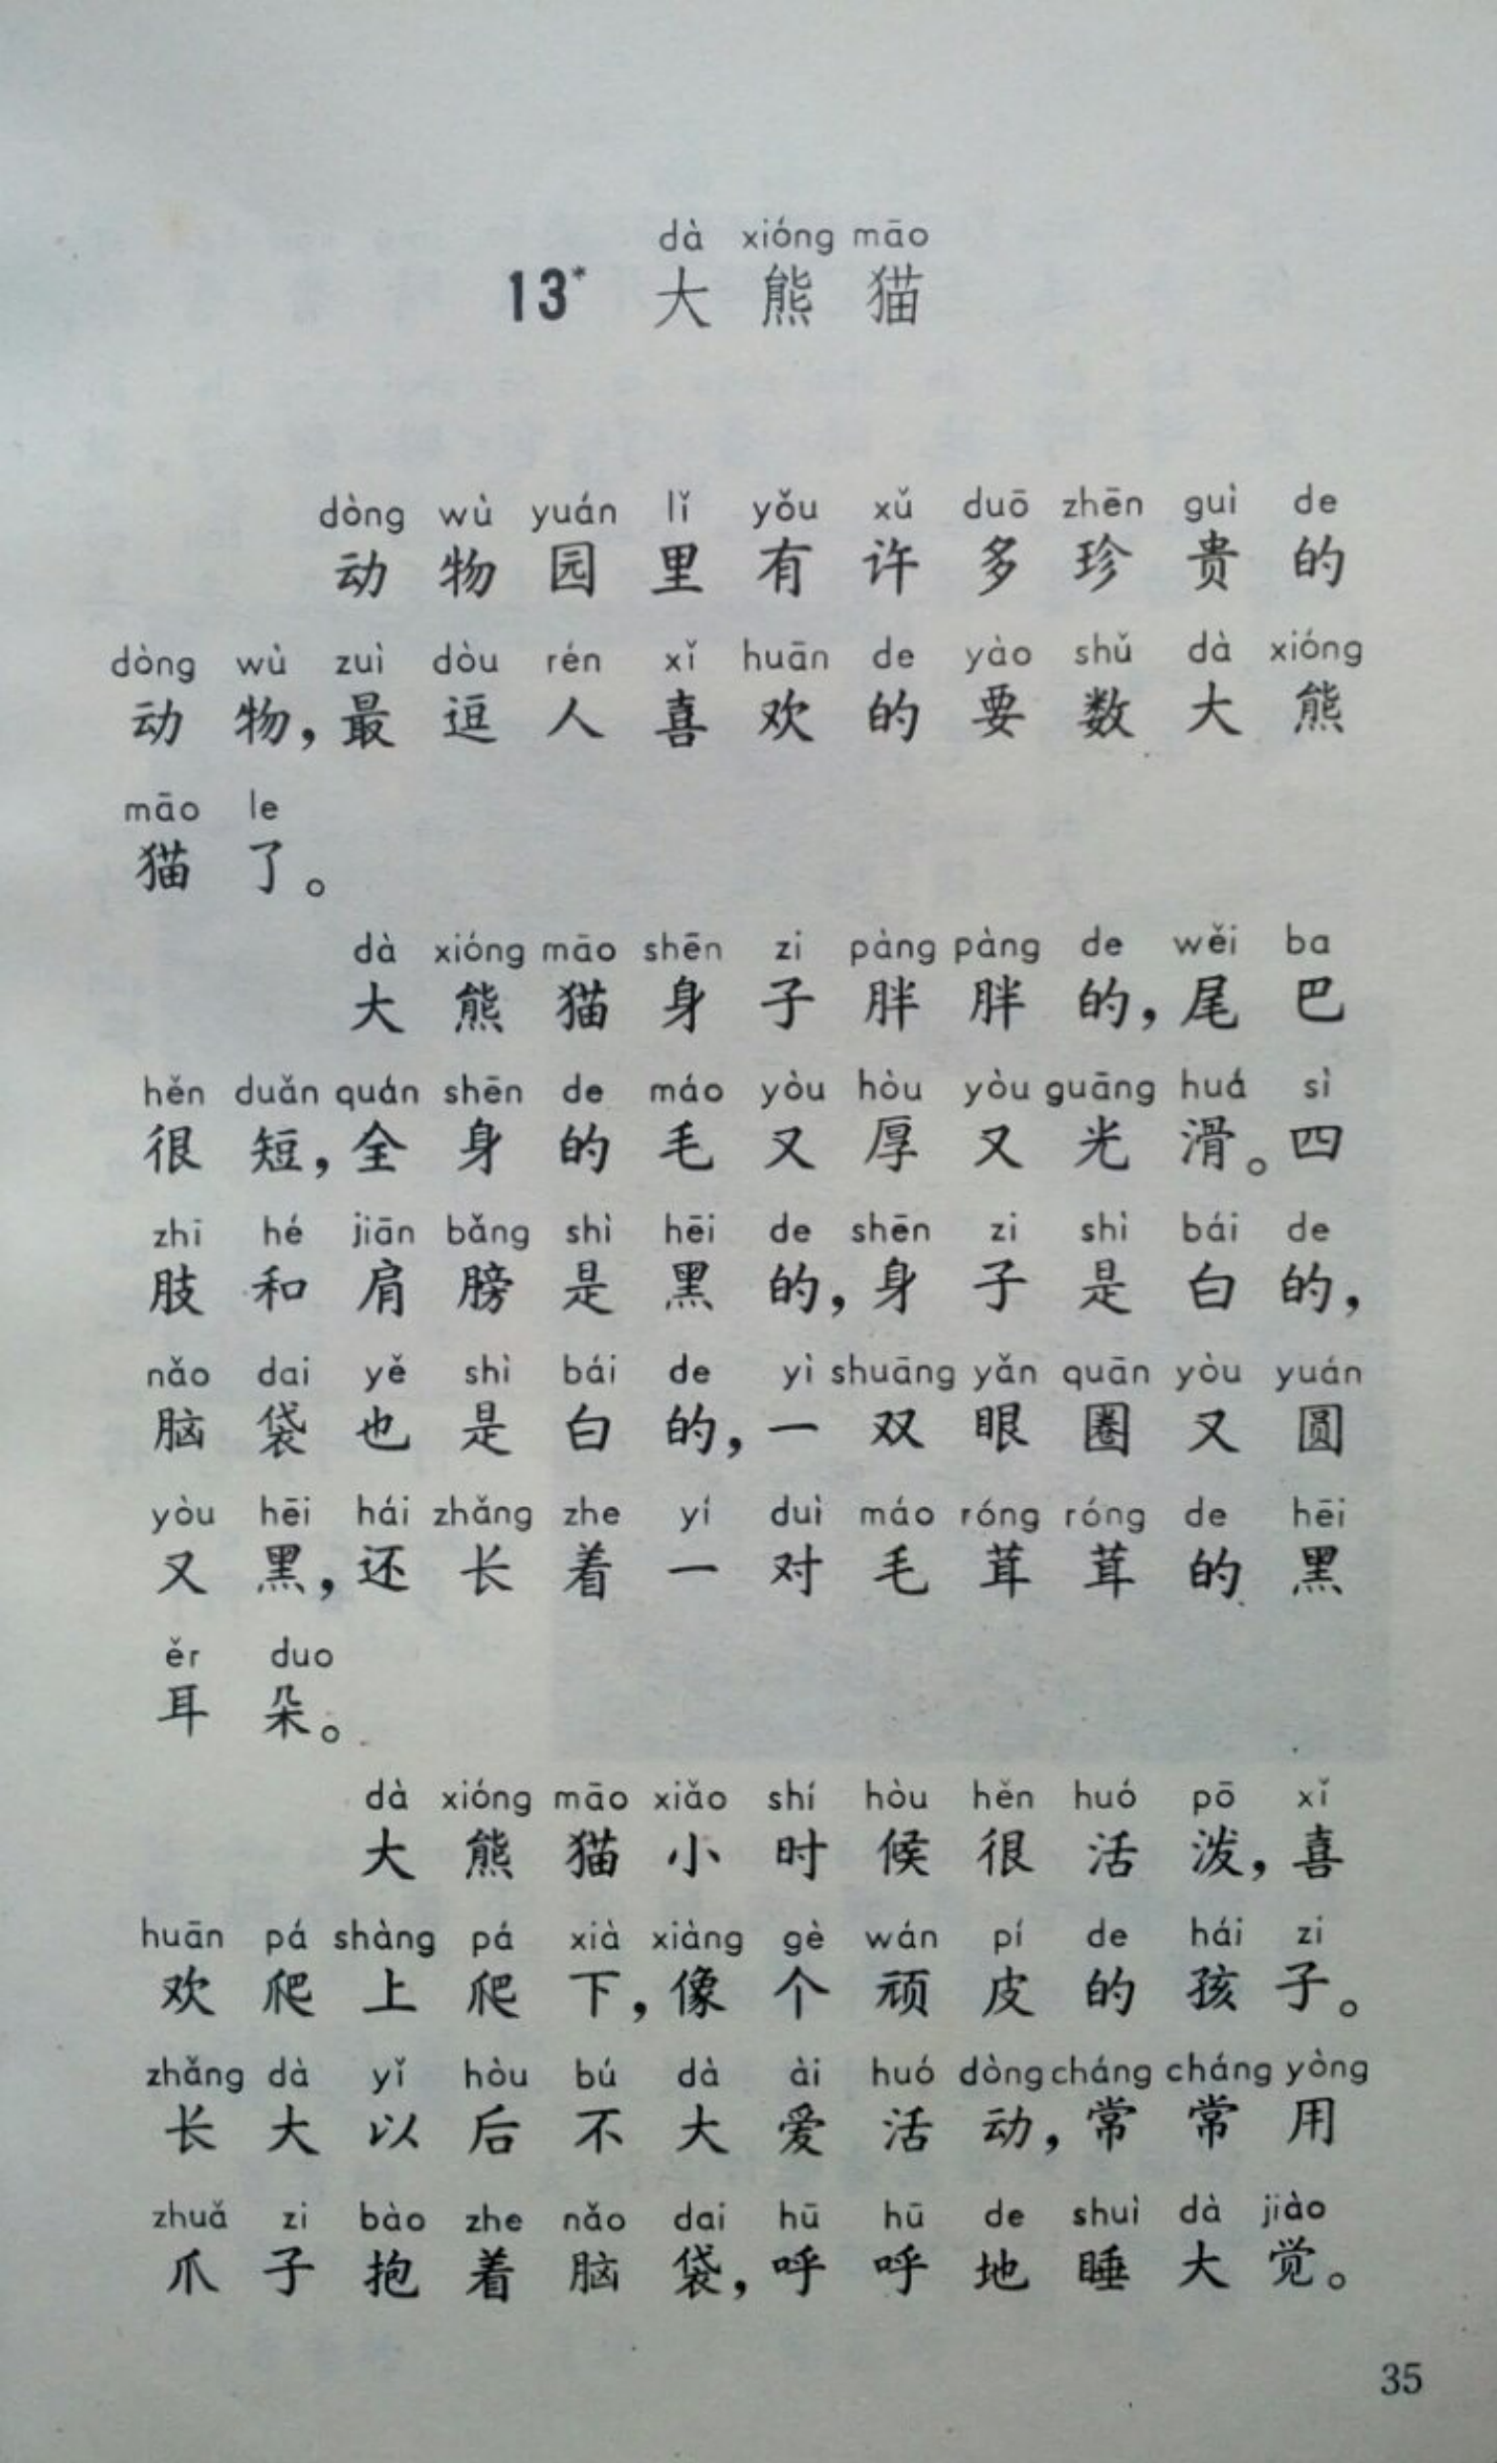 dà xióng māo
13* 大熊猫
dòng wù yuán lǐ yǒu xǔ duō zhēn guì de
动物园里有许多珍贵的
dòng wù zuì dòu rén xǐ huān de yào shǔ dà xióng
动物，最逗人喜欢的要数大熊
māo le
猫了。
dà xióng māo shēn zi pàng pàng de wěi ba
大熊猫身子胖胖的，尾巴
hěn duǎn quán shēn de máo yòu hòu yòu guāng huá sì
很短，全身的毛又厚又光滑。四
zhī hé jiān bǎng shì hēi de shēn zi shì bái de
肢和肩膀是黑的，身子是白的，
nǎo dai yě shì bái de yì shuāng yǎn quān yòu yuán
脑袋也是白的，一双眼圈又圆
yòu hēi hái zhǎng zhe yí duì máo róng róng de hēi
又黑，还长着一对毛茸茸的黑
ěr duo
耳朵。
dà xióng māo xiǎo shí hòu hěn huó pō xǐ
大熊猫小时候很活泼，喜
huān pá shàng pá xià xiàng gè wán pí de hái zi
欢爬上爬下，像个顽皮的孩子。
zhǎng dà yǐ hòu bú dà ài huó dòng cháng cháng yòng
长大以后不大爱活动，常常用
zhuǎ zi bào zhe nǎo dai hū hū de shuì dà jiào
爪子抱着脑袋，呼呼地睡大觉。
35